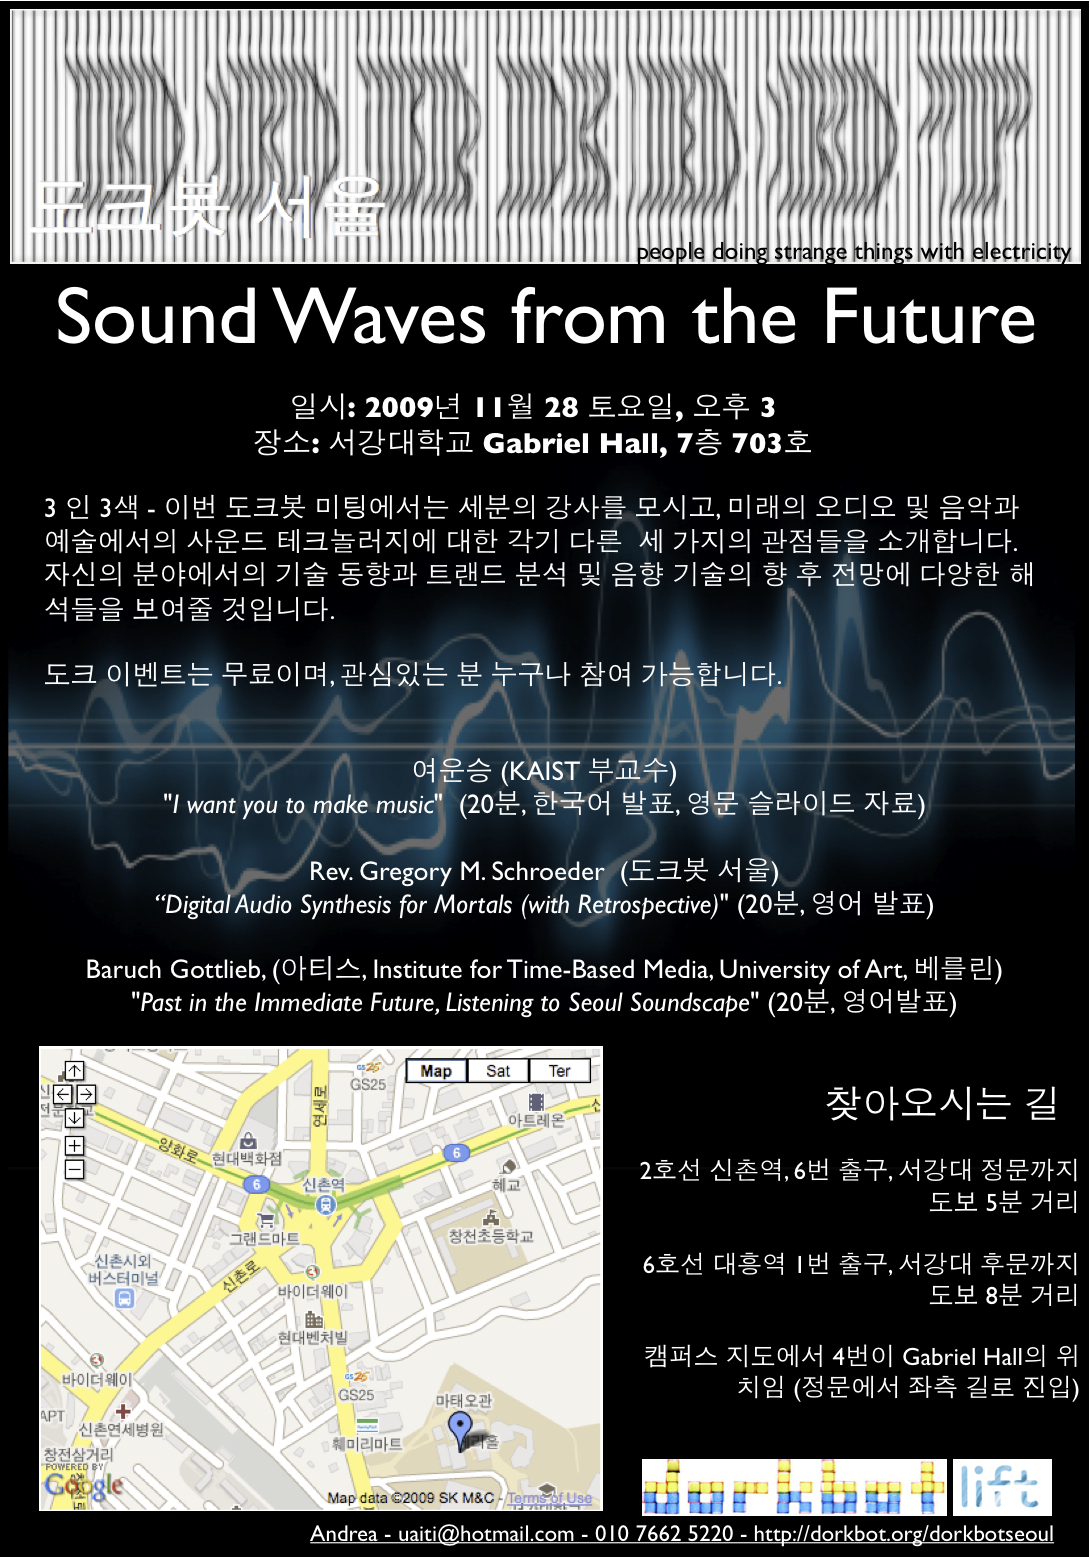 DORKBOT
도크봇 서울
people doing strange things with electricity
Sound Waves from the Future
일시: 2009년 11월 28 토요일, 오후 3
장소: 서강대학교 Gabriel Hall, 7층 703호
3 인 3색 - 이번 도크봇 미팅에서는 세분의 강사를 모시고, 미래의 오디오 및 음악과
예술에서의 사운드 테크놀러지에 대한 각기 다른 세 가지의 관점들을 소개합니다.
자신의 분야에서의 기술 동향과 트랜드 분석 및 음향 기술의 향 후 전망에 다양한 해
석들을 보여줄 것입니다.
도크 이벤트는 무료이며, 관심있는 분 누구나 참여 가능합니다.
여운승 (KAIST 부교수)
"I want you to make music" (20분, 한국어 발표, 영문 슬라이드 자료)
Rev. Gregory M. Schroeder (도크봇 서울)
“Digital Audio Synthesis for Mortals (with Retrospective)" (20분, 영어 발표)
Baruch Gottlieb, (아티스, Institute for Time-Based Media, University of Art, 베를린)
"Past in the Immediate Future, Listening to Seoul Soundscape" (20분, 영어발표)
Map Sat Ter
GS25
GS25
연세로
아트레온
양화로
현대백화점
6
6
신촌역
혜교
그랜드마트
창천초등학교
신촌시외
버스터미널
신촌로
바이더웨이
현대벤처빌
바이더웨이
GS25
GS25
마태오관
APT
신촌연세병원
훼미리마트
창전삼거리
POWERED BY
Google
Map data ©2009 SK M&C - Terms of Use
찾아오시는 길
2호선 신촌역, 6번 출구, 서강대 정문까지
도보 5분 거리
6호선 대흥역 1번 출구, 서강대 후문까지
도보 8분 거리
캠퍼스 지도에서 4번이 Gabriel Hall의 위
치임 (정문에서 좌측 길로 진입)
dorkbot
lift
Andrea - uaiti@hotmail.com - 010 7662 5220 - http://dorkbot.org/dorkbotseoul